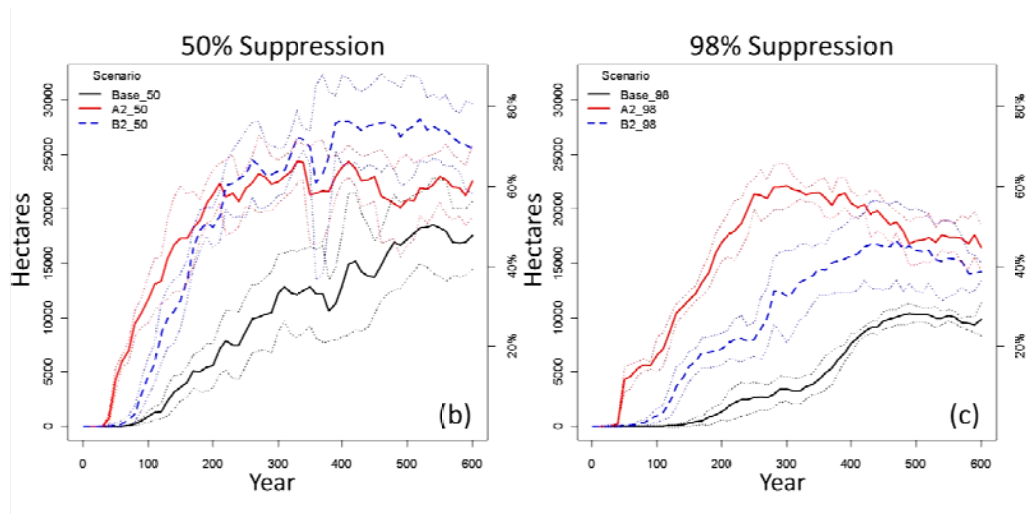 50% Suppression
98% Suppression
Scenario
Base_50
A2_50
B2_50
Hectares
30000
25000
20000
15000
10000
5000
0
80%
60%
40%
20%
(b)
0
100
200
300
400
500
600
Year
Scenario
Base_98
A2_98
B2_98
Hectares
30000
25000
20000
15000
10000
5000
0
80%
60%
40%
20%
(c)
0
100
200
300
400
500
600
Year